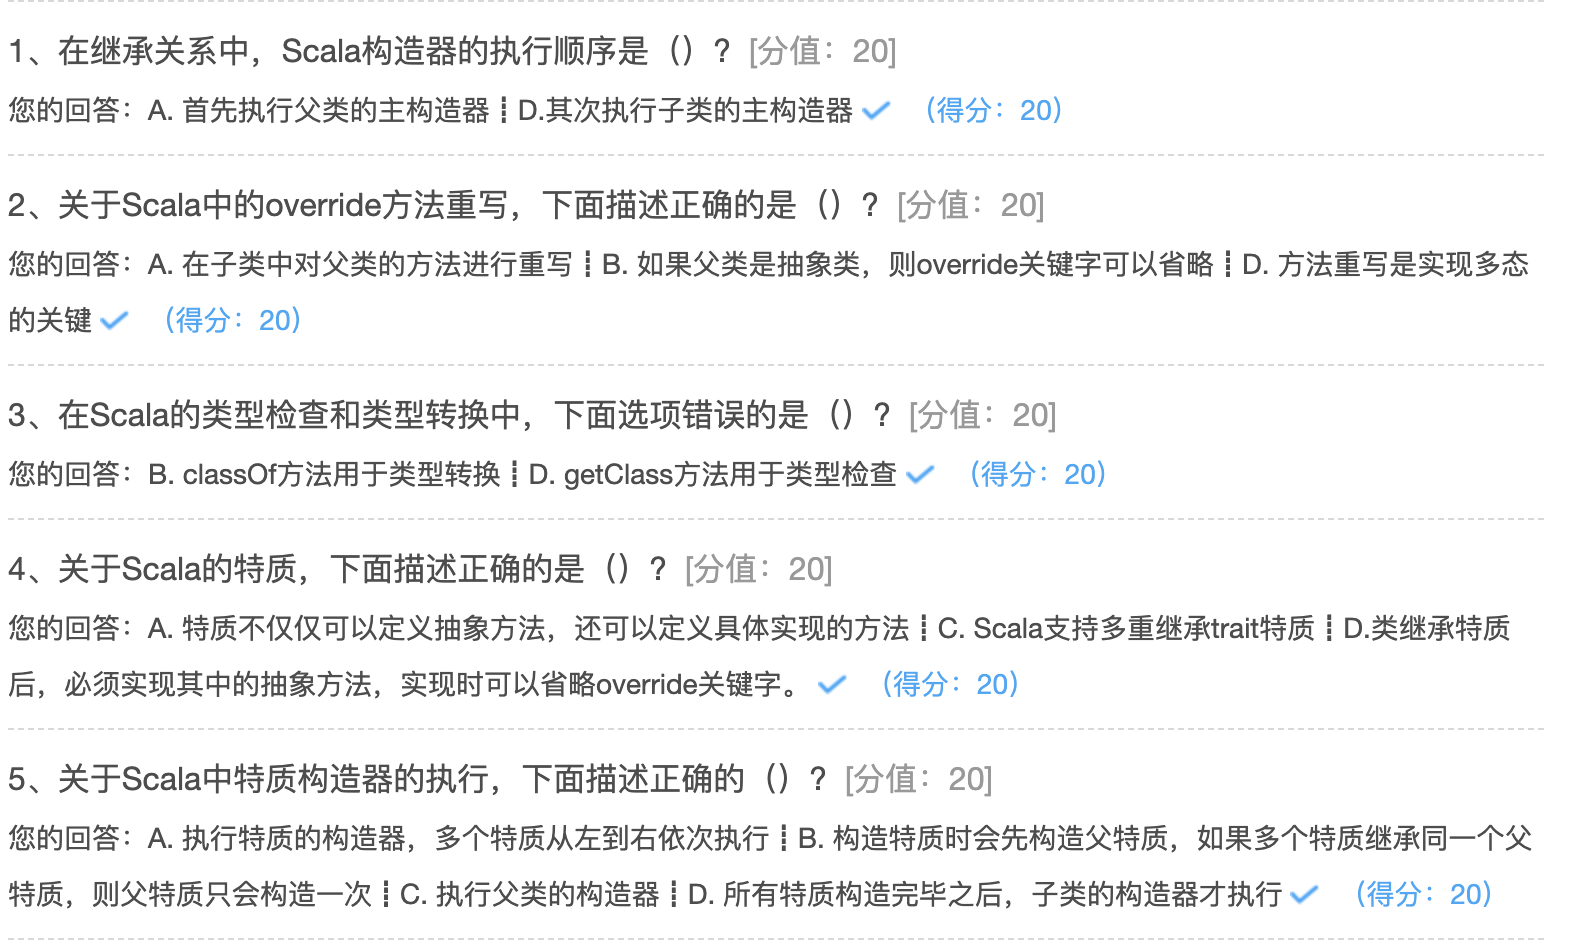 1、在继承关系中，Scala构造器的执行顺序是（）？ [分值：20]
您的回答：A. 首先执行父类的主构造器┋D.其次执行子类的主构造器 （得分：20）
2、关于Scala中的override方法重写，下面描述正确的是（）？ [分值：20]
您的回答：A. 在子类中对父类的方法进行重写┋B. 如果父类是抽象类，则override关键字可以省略┋D. 方法重写是实现多态
的关键 （得分：20）
3、在Scala的类型检查和类型转换中，下面选项错误的是（）？ [分值：20]
您的回答：B. classOf方法用于类型转换┋D. getClass方法用于类型检查 （得分：20）
4、关于Scala的特质，下面描述正确的是（）？ [分值：20]
您的回答：A. 特质不仅仅可以定义抽象方法，还可以定义具体实现的方法┋C. Scala支持多重继承trait特质┋D.类继承特质
后，必须实现其中的抽象方法，实现时可以省略override关键字。 （得分：20）
5、关于Scala中特质构造器的执行，下面描述正确的（）？ [分值：20]
您的回答：A. 执行特质的构造器，多个特质从左到右依次执行┋B. 构造特质时会先构造父特质，如果多个特质继承同一个父
特质，则父特质只会构造一次┋C. 执行父类的构造器┋D. 所有特质构造完毕之后，子类的构造器才执行 （得分：20）